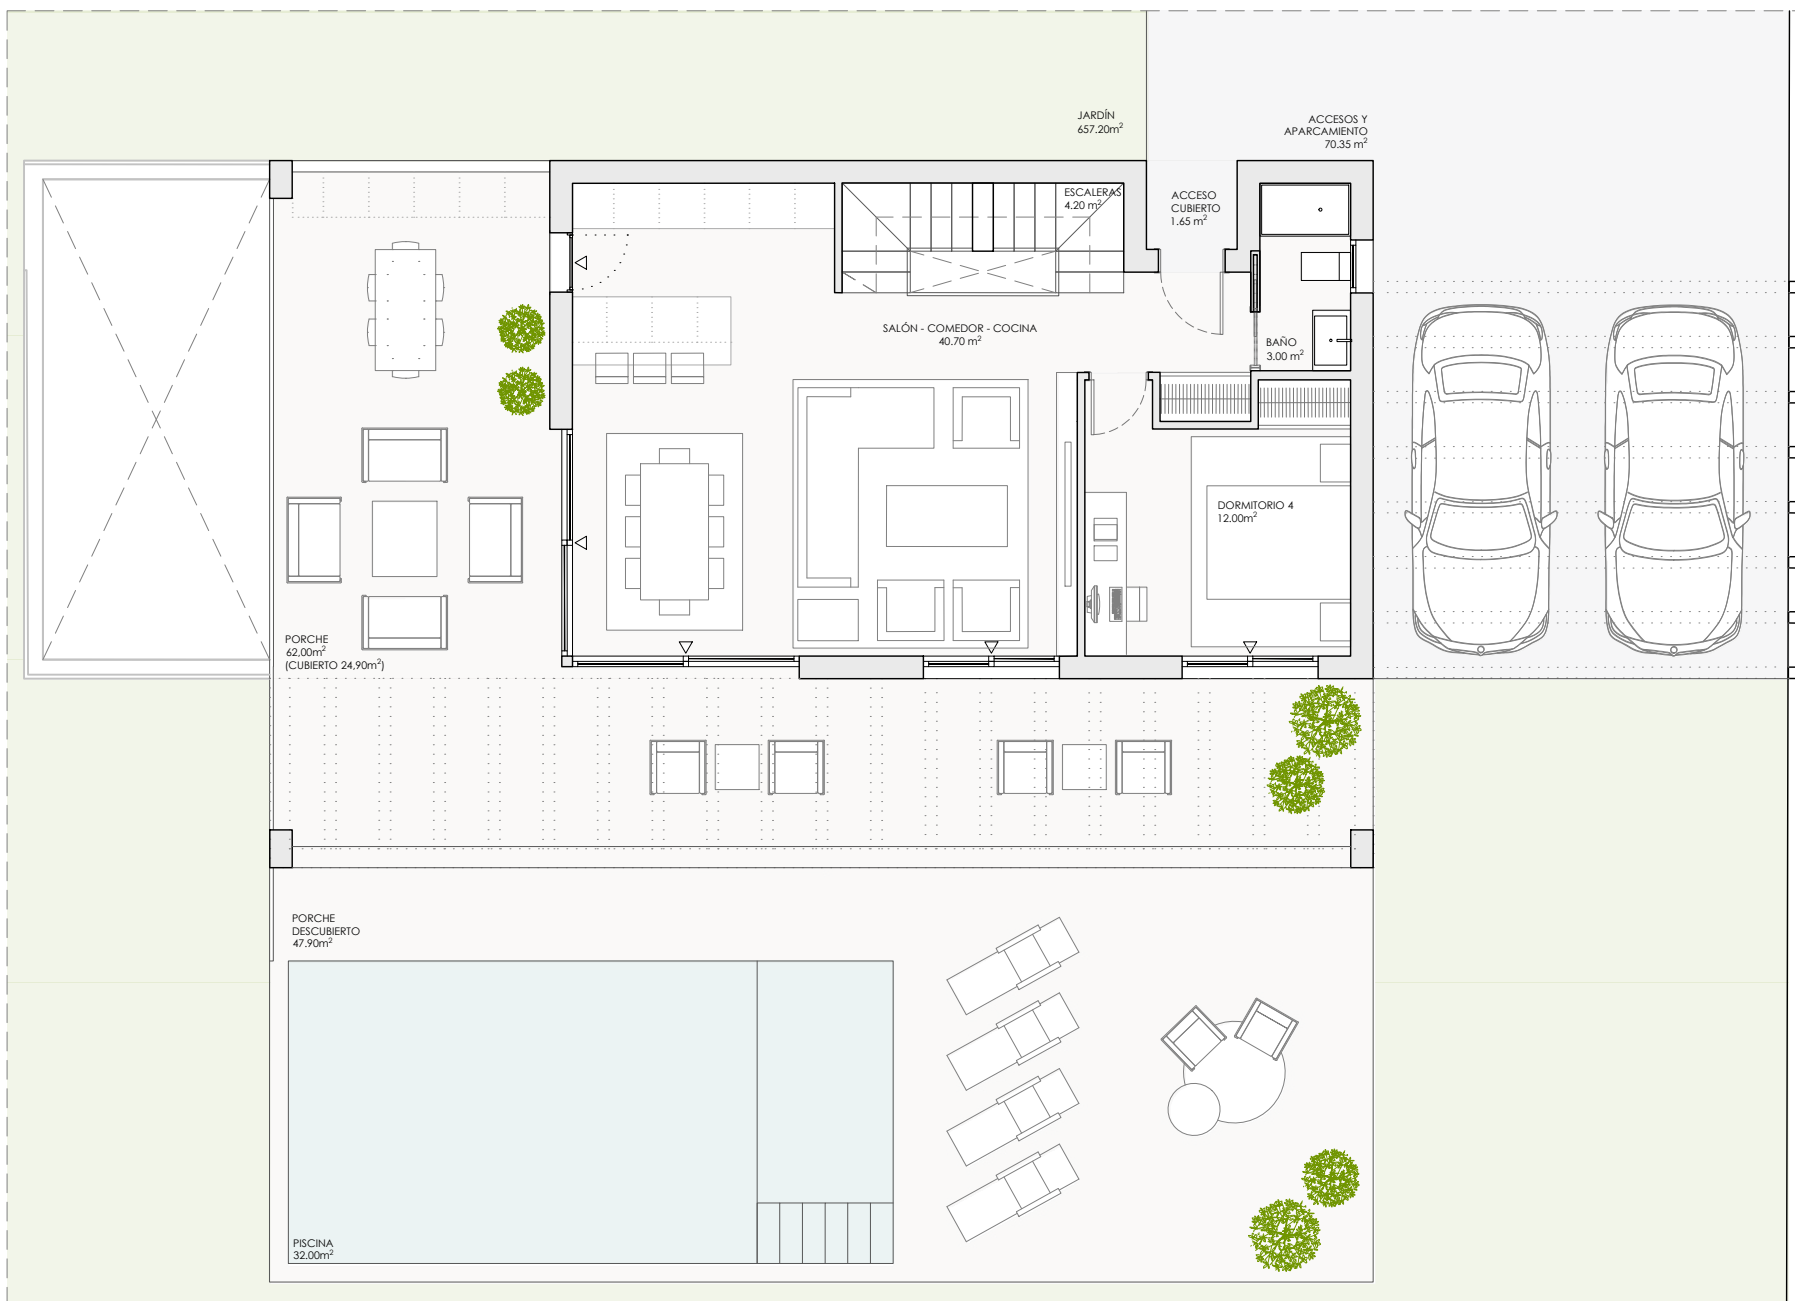 JARDÍN
657.20m²
ACCESOS Y
APARCAMIENTO
70.35 m²
ESCALERAS
4.20 m²
ACCESO
CUBIERTO
1.65 m²
SALÓN - COMEDOR - COCINA
40.70 m²
BAÑO
3.00 m²
DORMITORIO 4
12.00m²
PORCHE
62,00m²
(CUBIERTO 24,90m²)
PORCHE
DESCUBIERTO
47.90m²
PISCINA
32.00m²